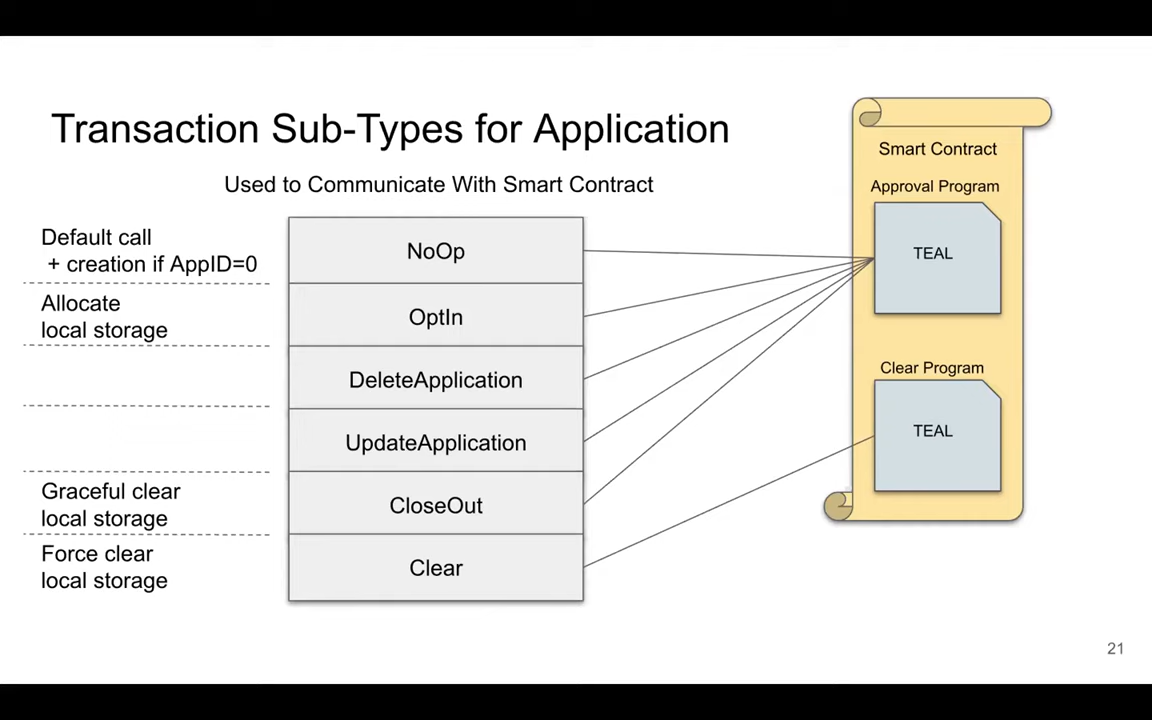 Transaction Sub-Types for Application
Used to Communicate With Smart Contract
Default call
+ creation if AppID=0
Allocate
local storage
Graceful clear
local storage
Force clear
local storage
NoOp
OptIn
DeleteApplication
UpdateApplication
CloseOut
Clear
Smart Contract
Approval Program
TEAL
Clear Program
TEAL
21